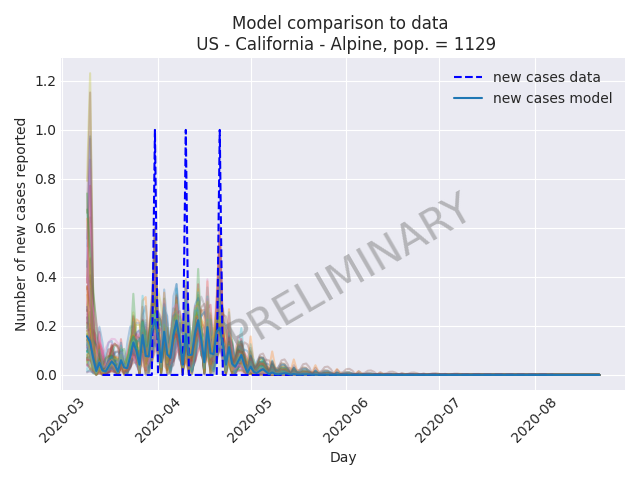 Model comparison to data
US - California - Alpine, pop. = 1129
new cases data
new cases model
Number of new cases reported
1.2
1.0
0.8
0.6
0.4
0.2
0.0
PRELIMINARY
2020-03
2020-04
2020-05
2020-06
2020-07
2020-08
Day